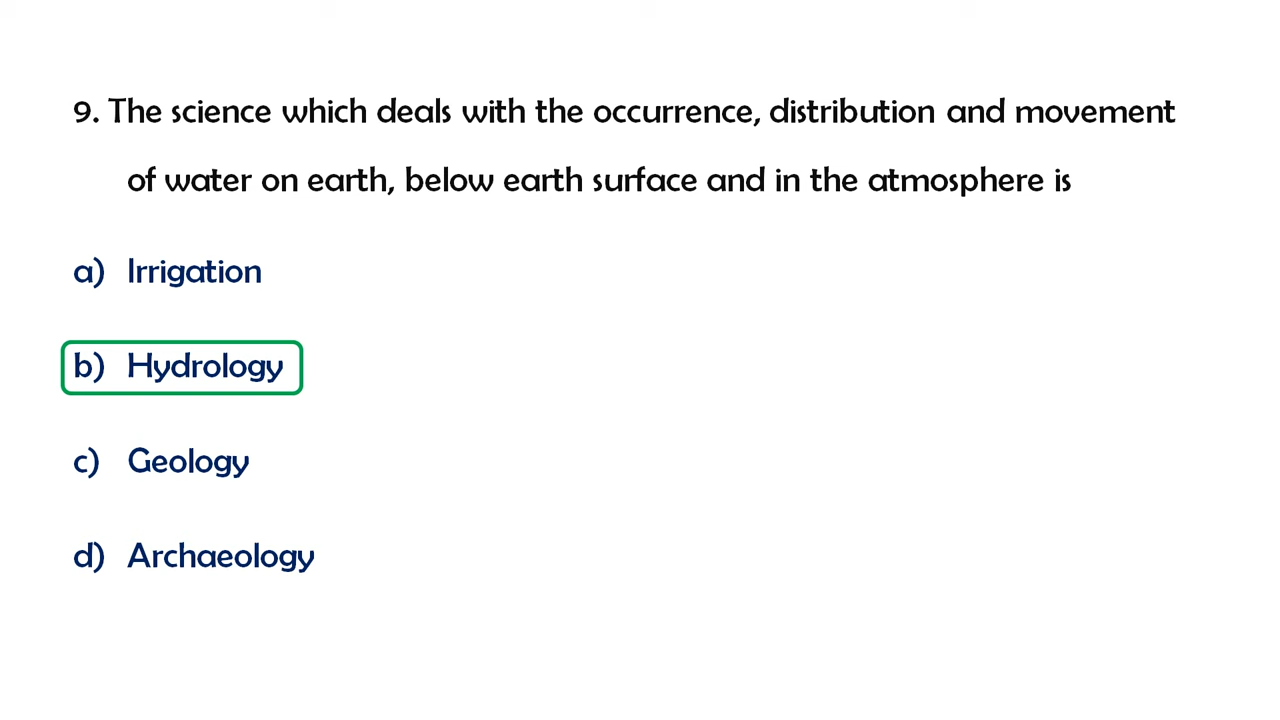 9. The science which deals with the occurrence, distribution and movement
of water on earth, below earth surface and in the atmosphere is
a) Irrigation
b) Hydrology
c) Geology
d) Archaeology